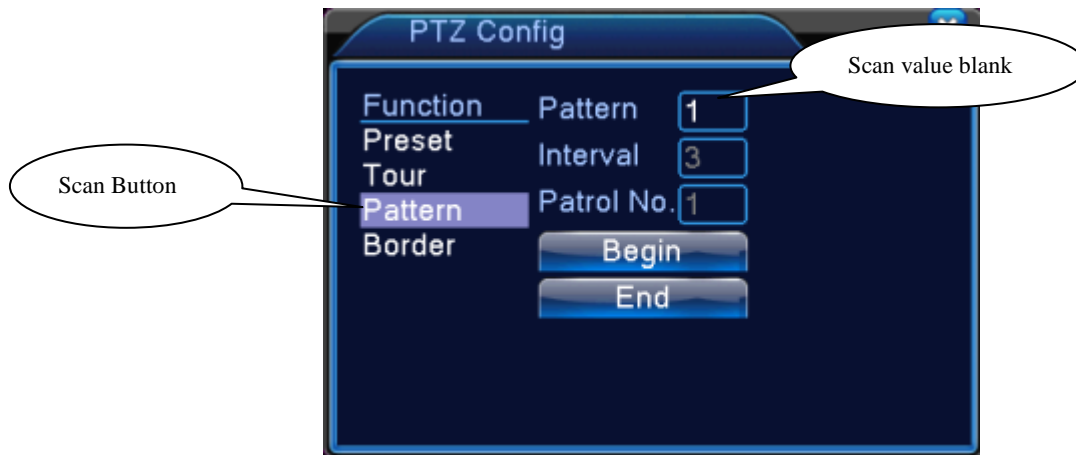 PTZ Config
Scan value blank
Function
Pattern
1
Preset
Interval
3
Tour
Scan Button
Pattern
Patrol No.
1
Border
Begin
End